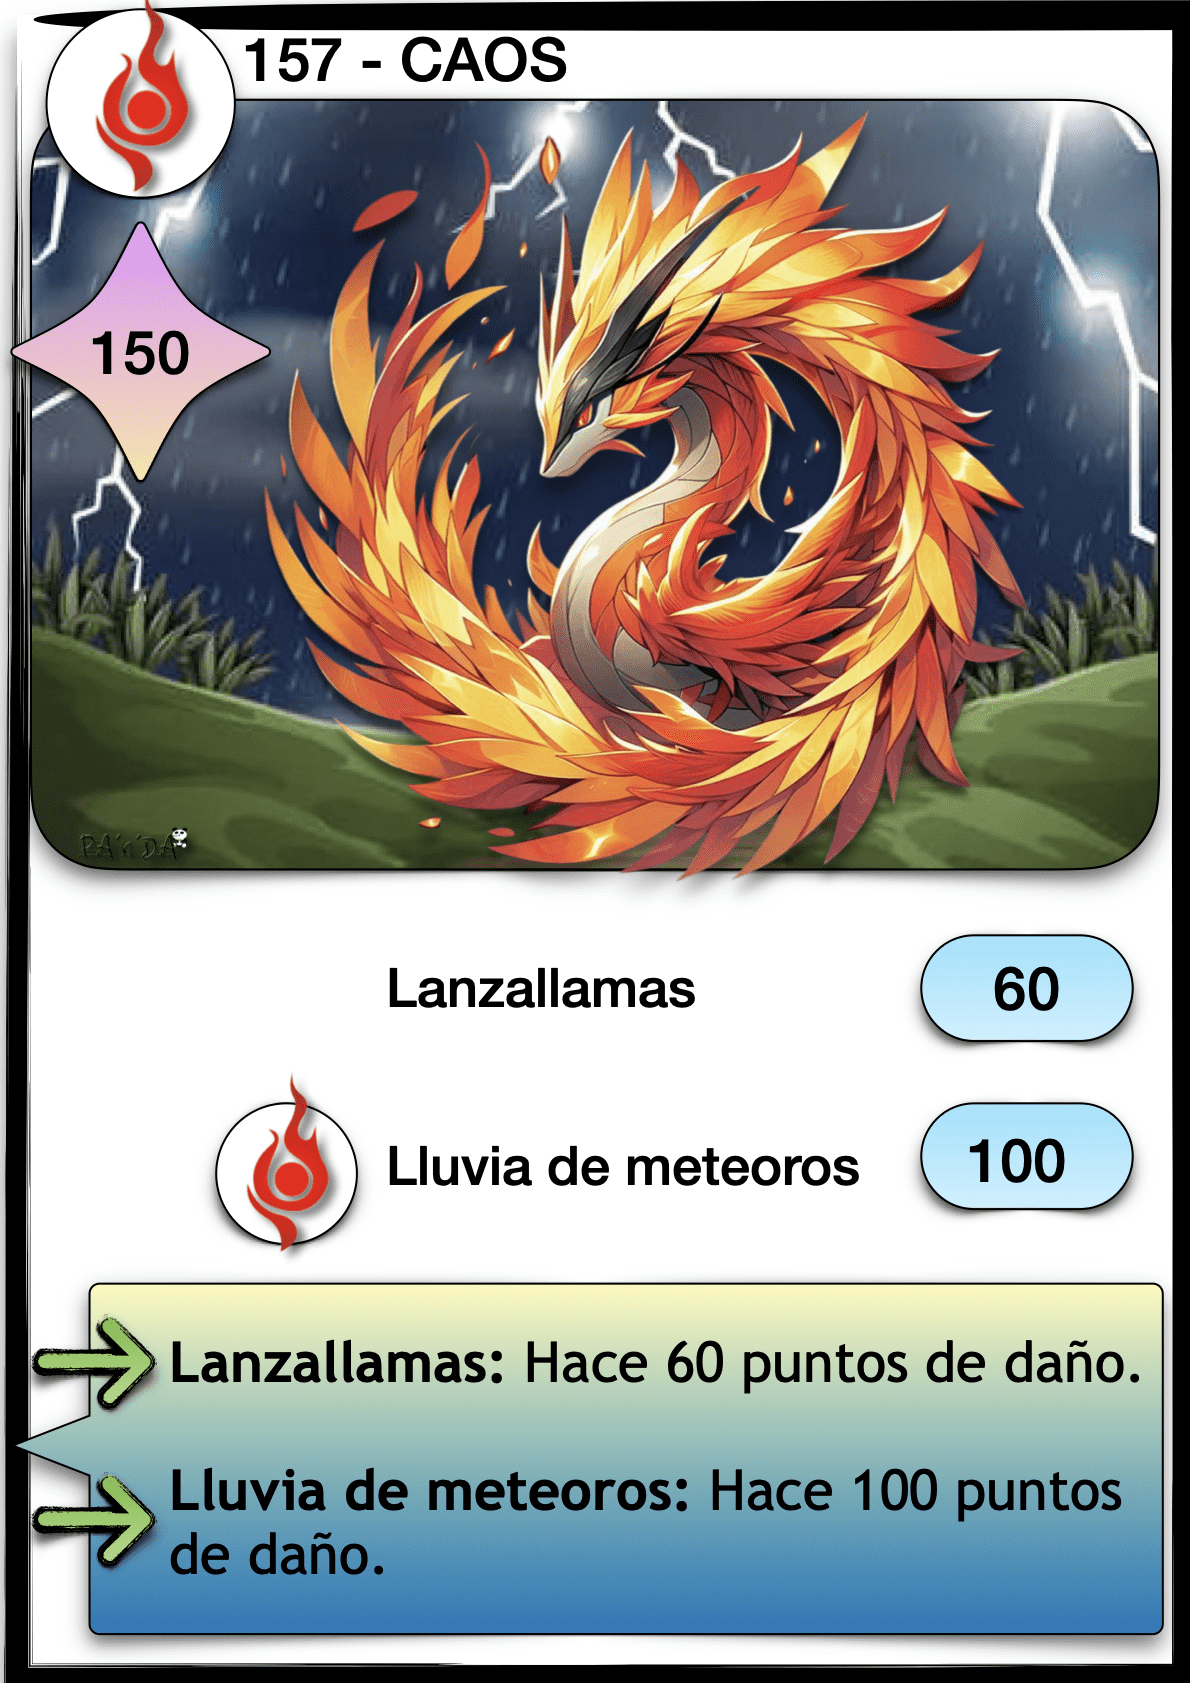 157 - CAOS
150
Lanzallamas 60
Lluvia de meteoros 100
Lanzallamas: Hace 60 puntos de daño.
Lluvia de meteoros: Hace 100 puntos
de daño.
PANDA